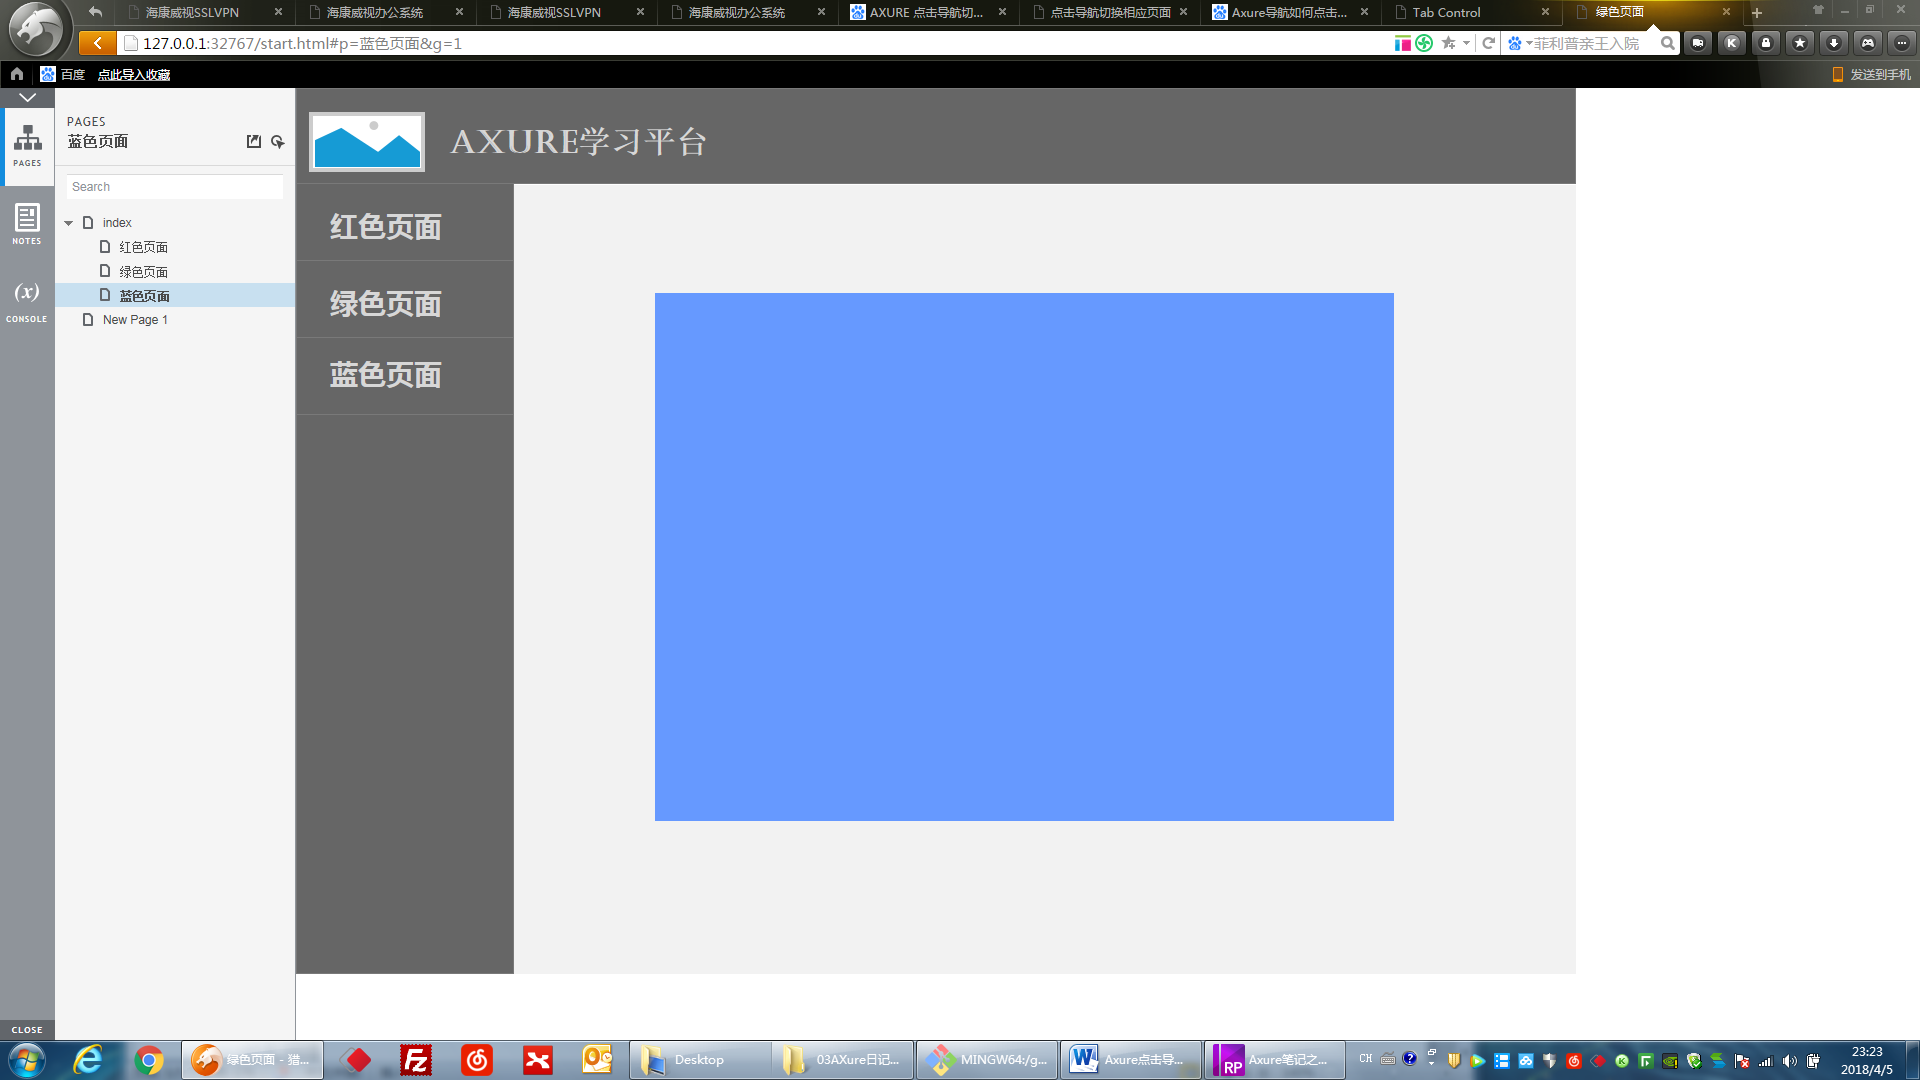 海康威视SSLVPN
海康威视办公系统
海康威视SSLVPN
海康威视办公系统
AXURE 点击导航切...
点击导航切换相应页面
Axure导航如何点击...
Tab Control
绿色页面
127.0.0.1:32767/start.html#p=蓝色页面&g=1
菲利普亲王入院
百度
点此导入收藏
发送到手机
PAGES
NOTES
(x)
CONSOLE
CLOSE
PAGES
蓝色页面
Search
index
红色页面
绿色页面
蓝色页面
New Page 1
AXURE学习平台
红色页面
绿色页面
蓝色页面
绿色页面 - 猎...
Desktop
03AXure日记...
MINGW64:/g...
Axure点击导...
Axure笔记之...
CH
23:23
2018/4/5